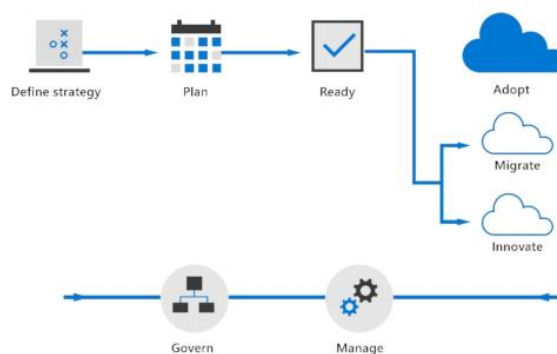 Define strategy
Plan
Ready
Adopt
Migrate
Innovate
Govern
Manage